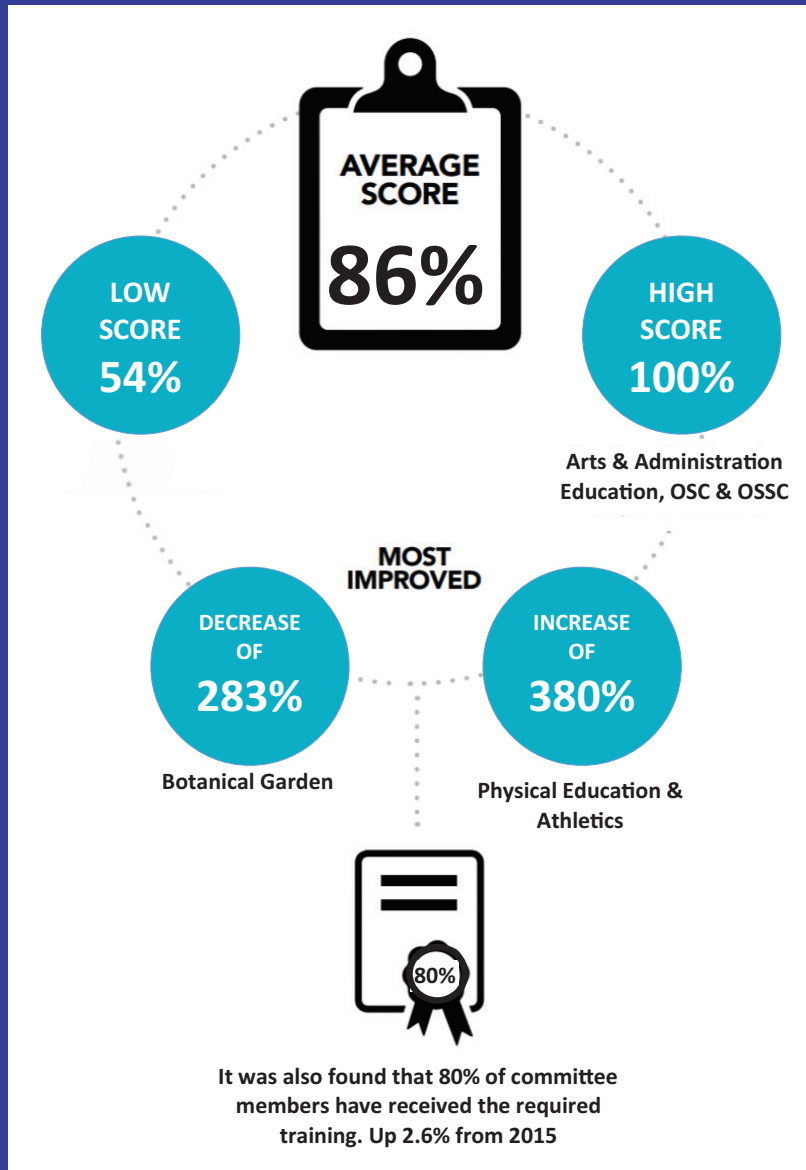 AVERAGE
SCORE
86%
LOW
SCORE
54%
HIGH
SCORE
100%
Arts & Administration
Education, OSC & OSSC
MOST
IMPROVED
DECREASE
OF
283%
Botanical Garden
INCREASE
OF
380%
Physical Education &
Athletics
80%
It was also found that 80% of committee
members have received the required
training. Up 2.6% from 2015